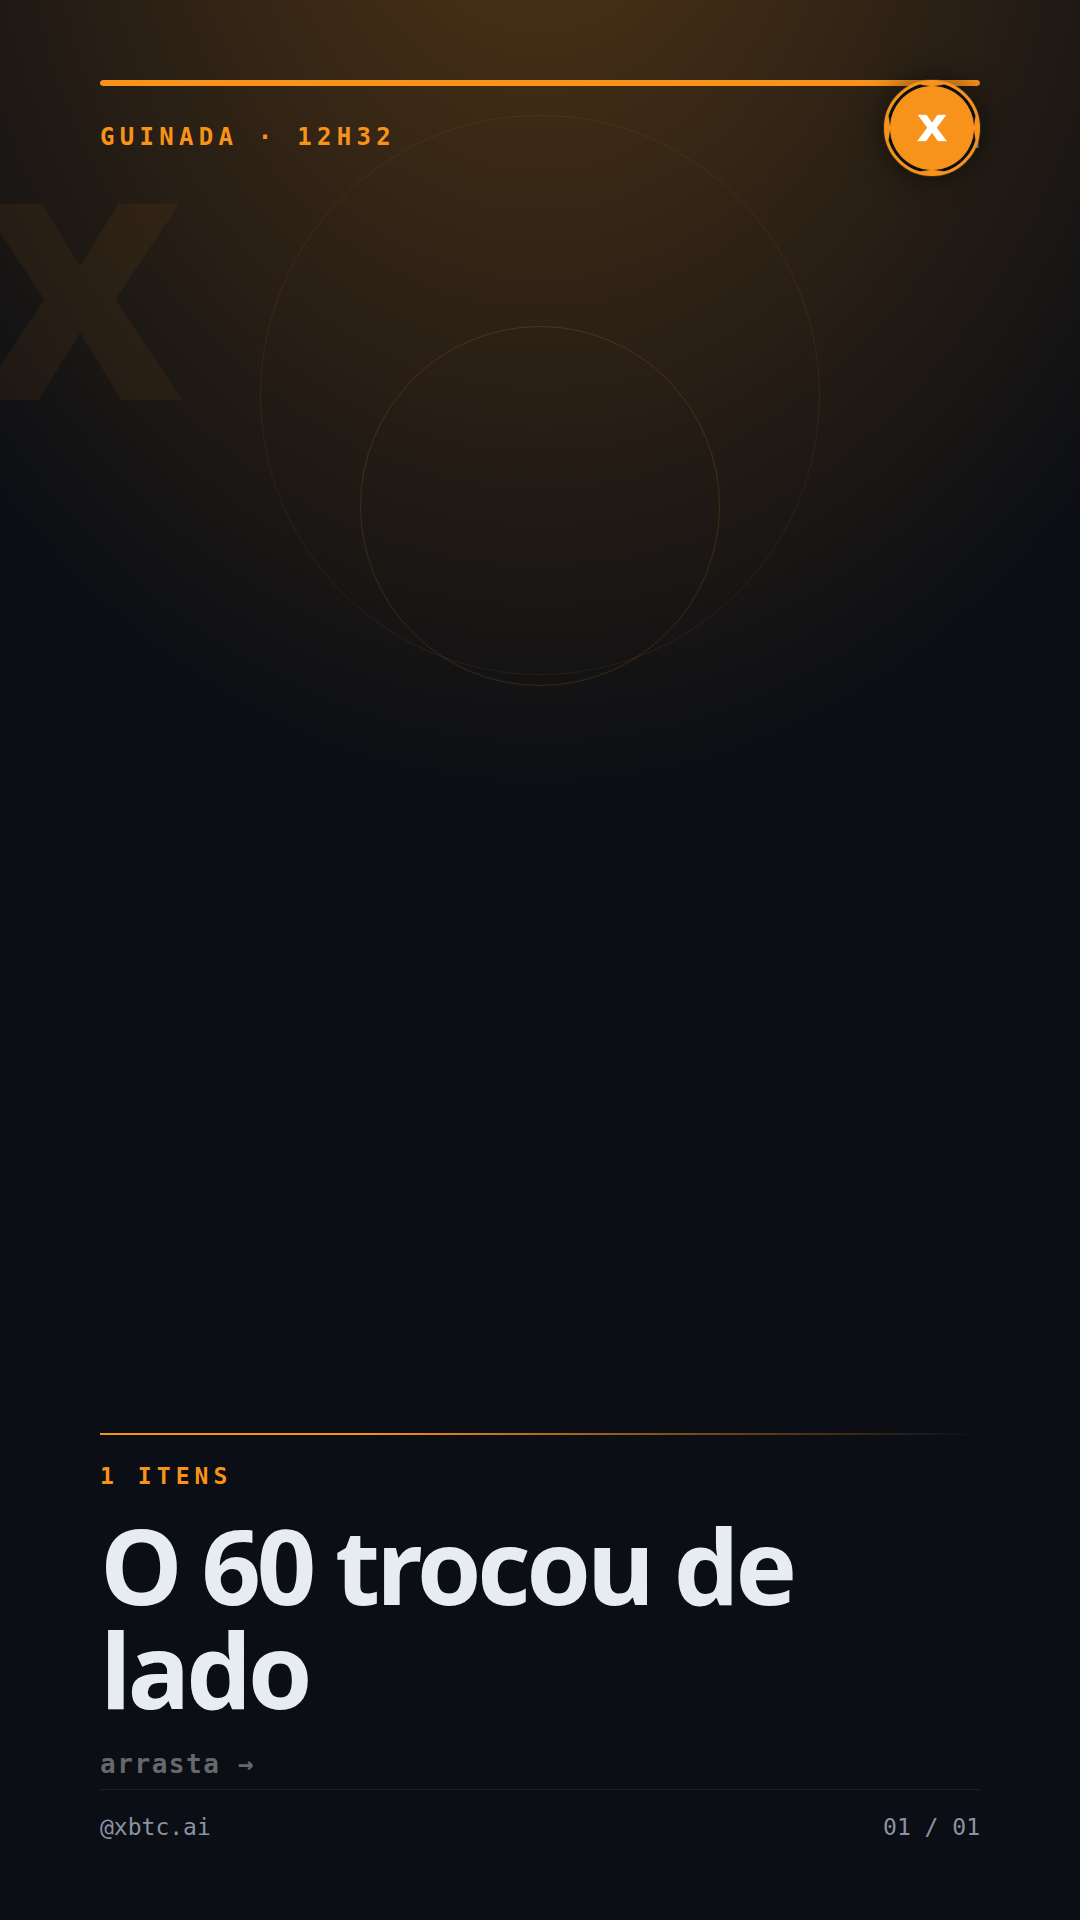 GUINADA · 12H32
X
X
1 ITENS
O 60 trocou de
lado
arrasta →
@xbtc.ai
01 / 01